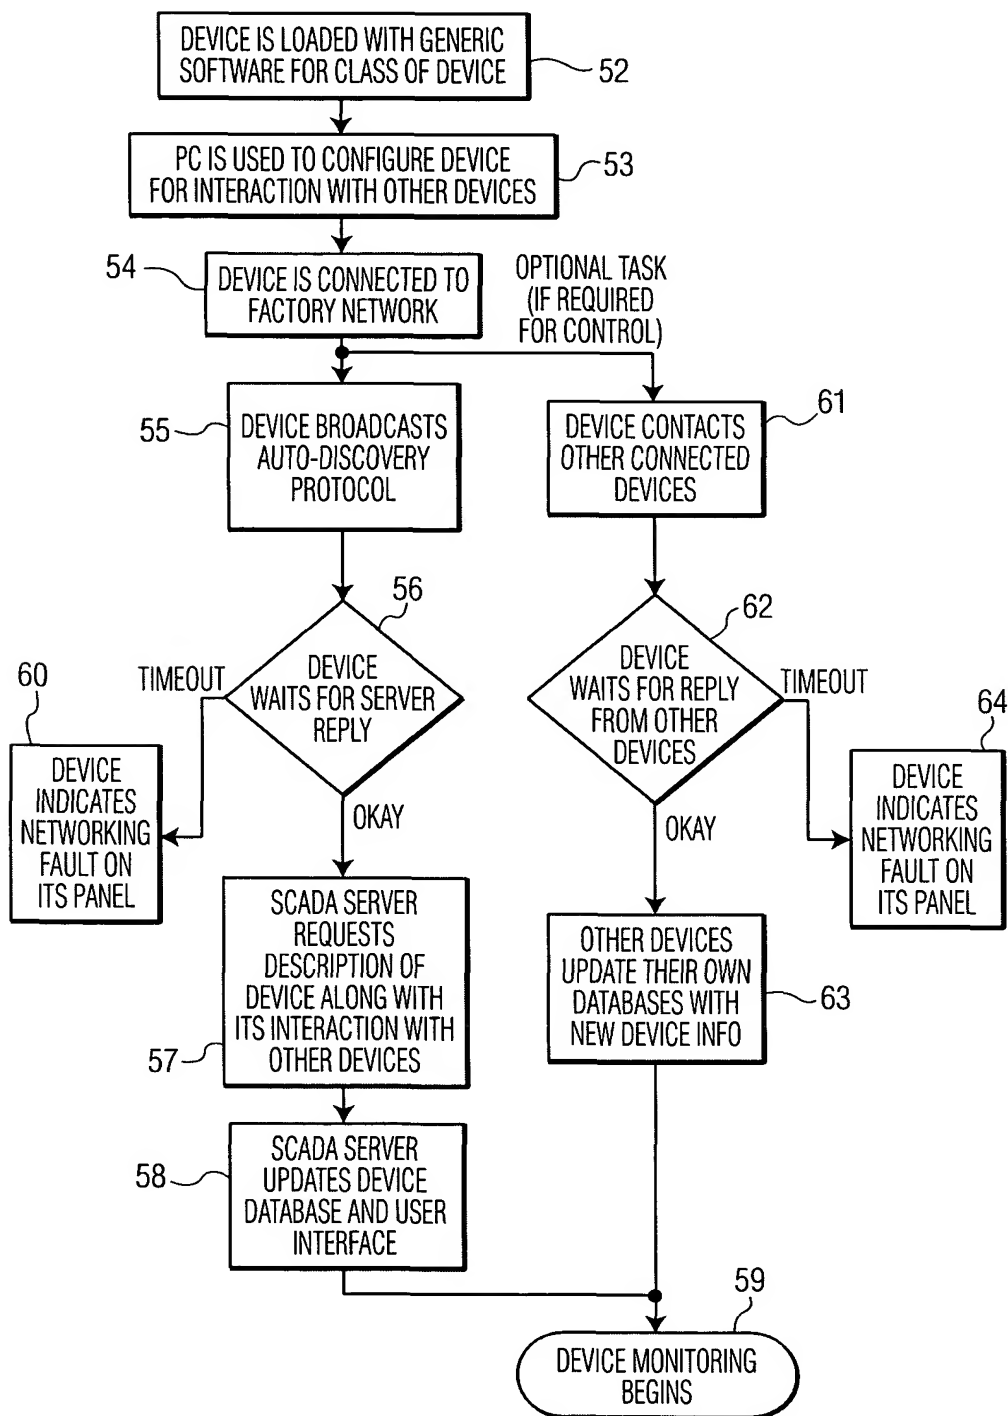 DEVICE IS LOADED WITH GENERIC
SOFTWARE FOR CLASS OF DEVICE
52
PC IS USED TO CONFIGURE DEVICE
FOR INTERACTION WITH OTHER DEVICES
53
54
DEVICE IS CONNECTED TO
FACTORY NETWORK
OPTIONAL TASK
(IF REQUIRED
FOR CONTROL)
55
DEVICE BROADCASTS
AUTO-DISCOVERY
PROTOCOL
61
DEVICE CONTACTS
OTHER CONNECTED
DEVICES
56
DEVICE
WAITS FOR SERVER
REPLY
TIMEOUT
OKAY
62
DEVICE
WAITS FOR REPLY
FROM OTHER
DEVICES
TIMEOUT
OKAY
60
DEVICE
INDICATES
NETWORKING
FAULT ON
ITS PANEL
64
DEVICE
INDICATES
NETWORKING
FAULT ON
ITS PANEL
SCADA SERVER
REQUESTS
DESCRIPTION OF
DEVICE ALONG WITH
ITS INTERACTION WITH
OTHER DEVICES
57
OTHER DEVICES
UPDATE THEIR OWN
DATABASES WITH
NEW DEVICE INFO
63
58
SCADA SERVER
UPDATES DEVICE
DATABASE AND USER
INTERFACE
59
DEVICE MONITORING
BEGINS